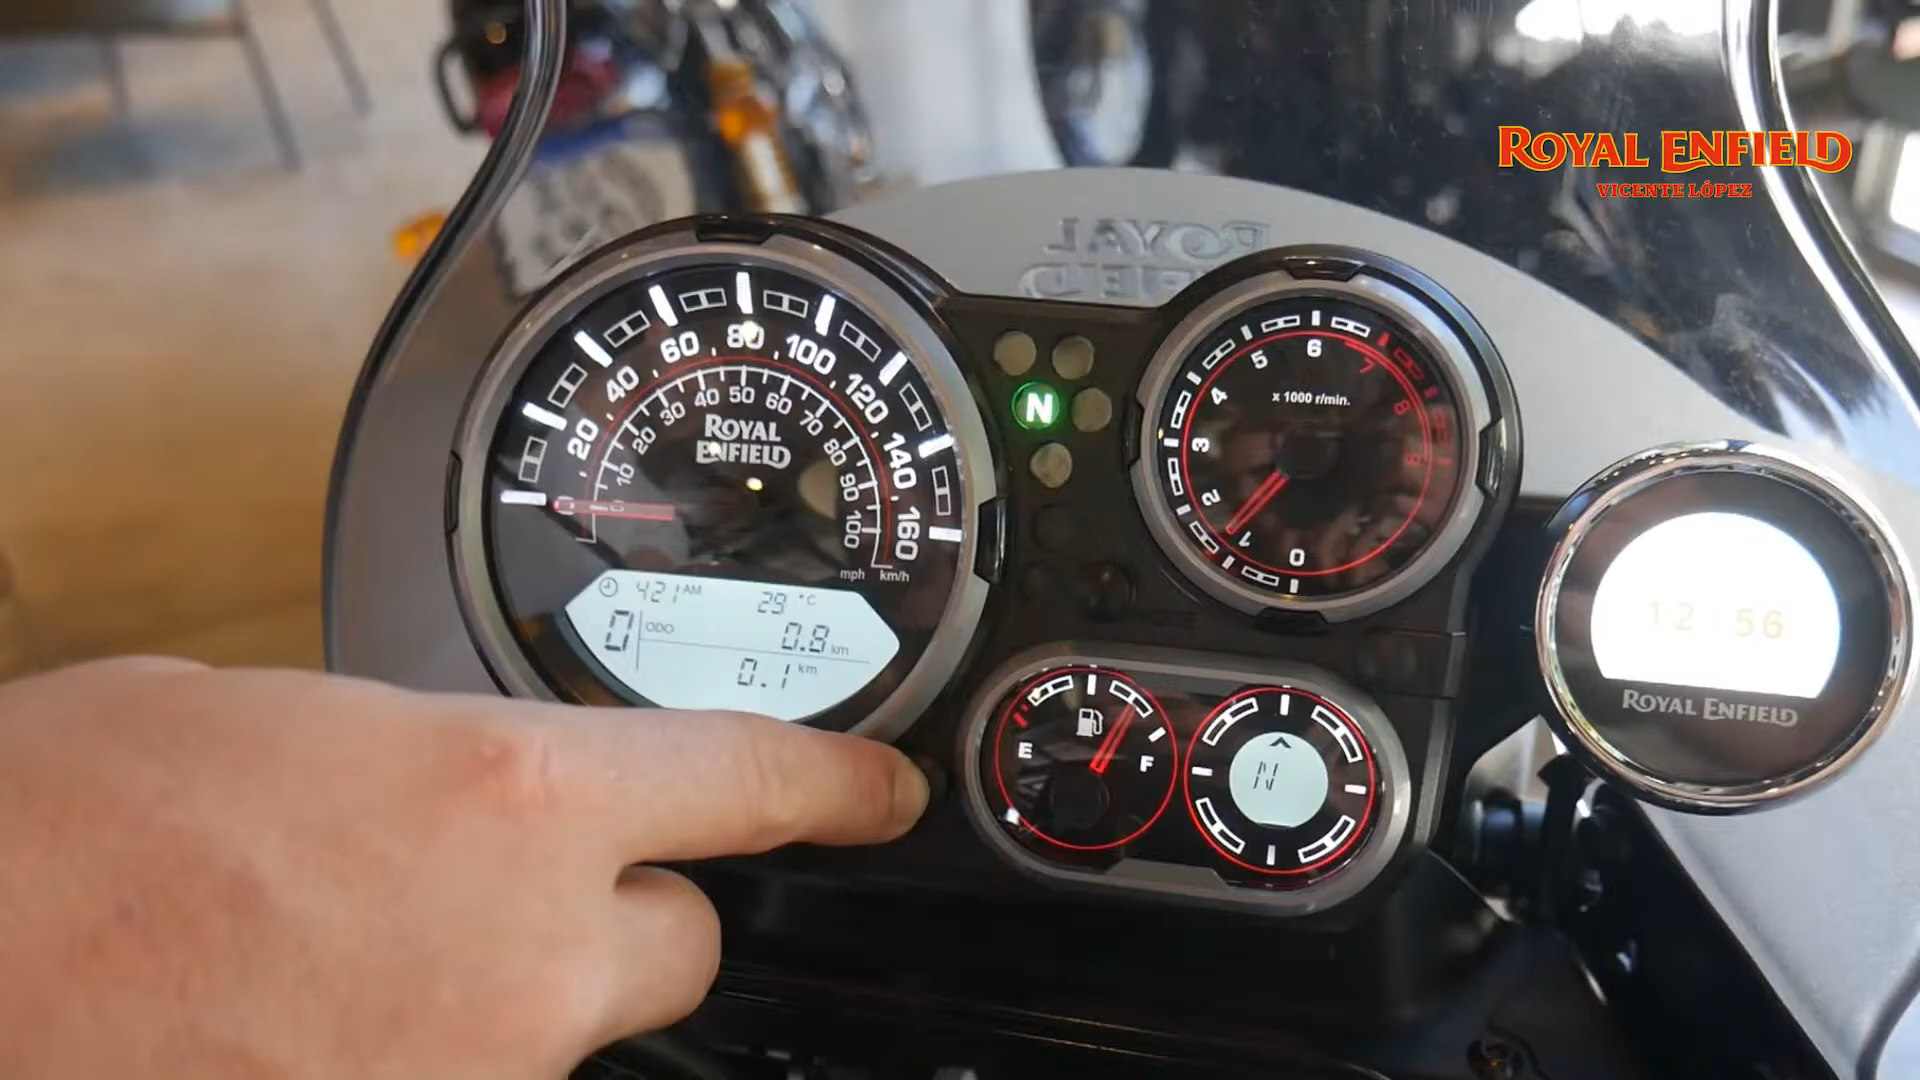 ROYAL ENFIELD
VICENTE LÓPEZ
ROYAL
20 40 60 80 100 120 140 160
10 20 30 40 50 60 70 80 90 100
mph km/h
ROYAL
ENFIELD
4:21 AM 29 °C
0 ODO 0.8 km
0.1 km
N
0 1 2 3 4 5 6 7 8 9
x 1000 r/min.
E F
N
12:56
ROYAL ENFIELD